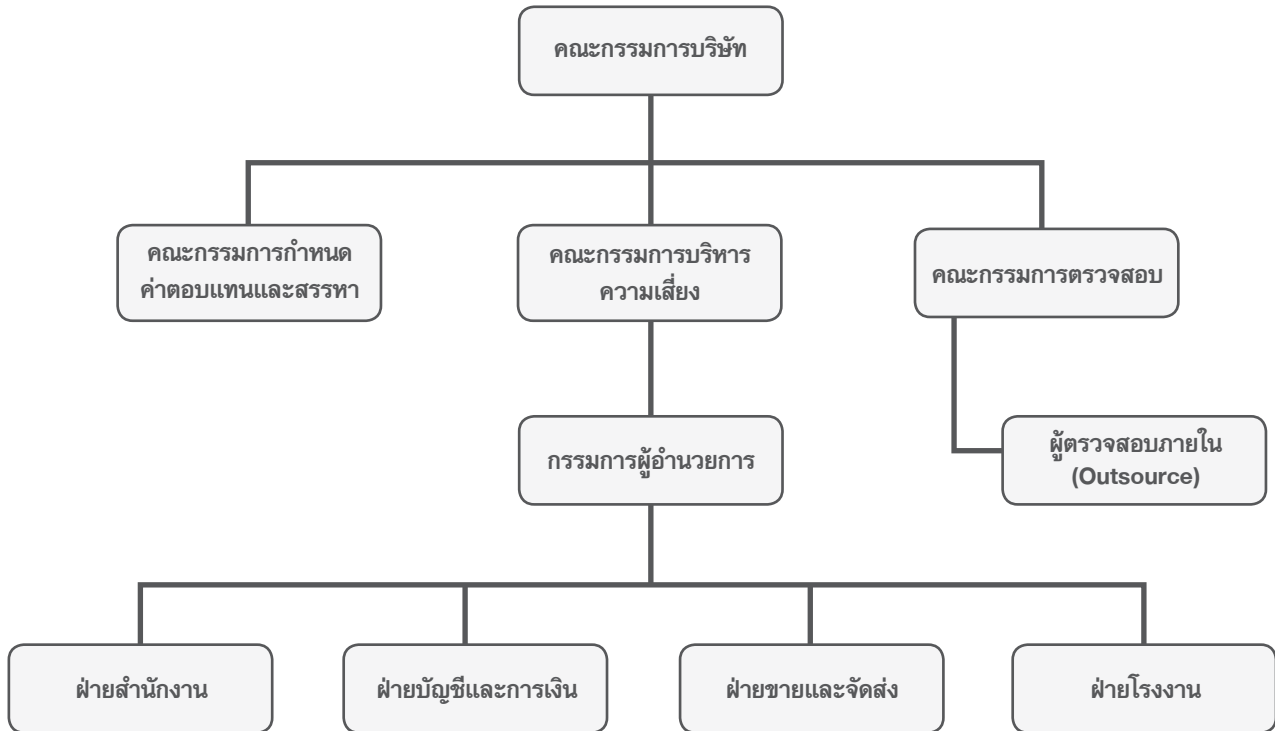 คณะกรรมการบริษัท
คณะกรรมการกำหนด
ค่าตอบแทนและสรรหา
คณะกรรมการบริหาร
ความเสี่ยง
คณะกรรมการตรวจสอบ
กรรมการผู้อำนวยการ
ผู้ตรวจสอบภายใน
(Outsource)
ฝ่ายสำนักงาน
ฝ่ายบัญชีและการเงิน
ฝ่ายขายและจัดส่ง
ฝ่ายโรงงาน